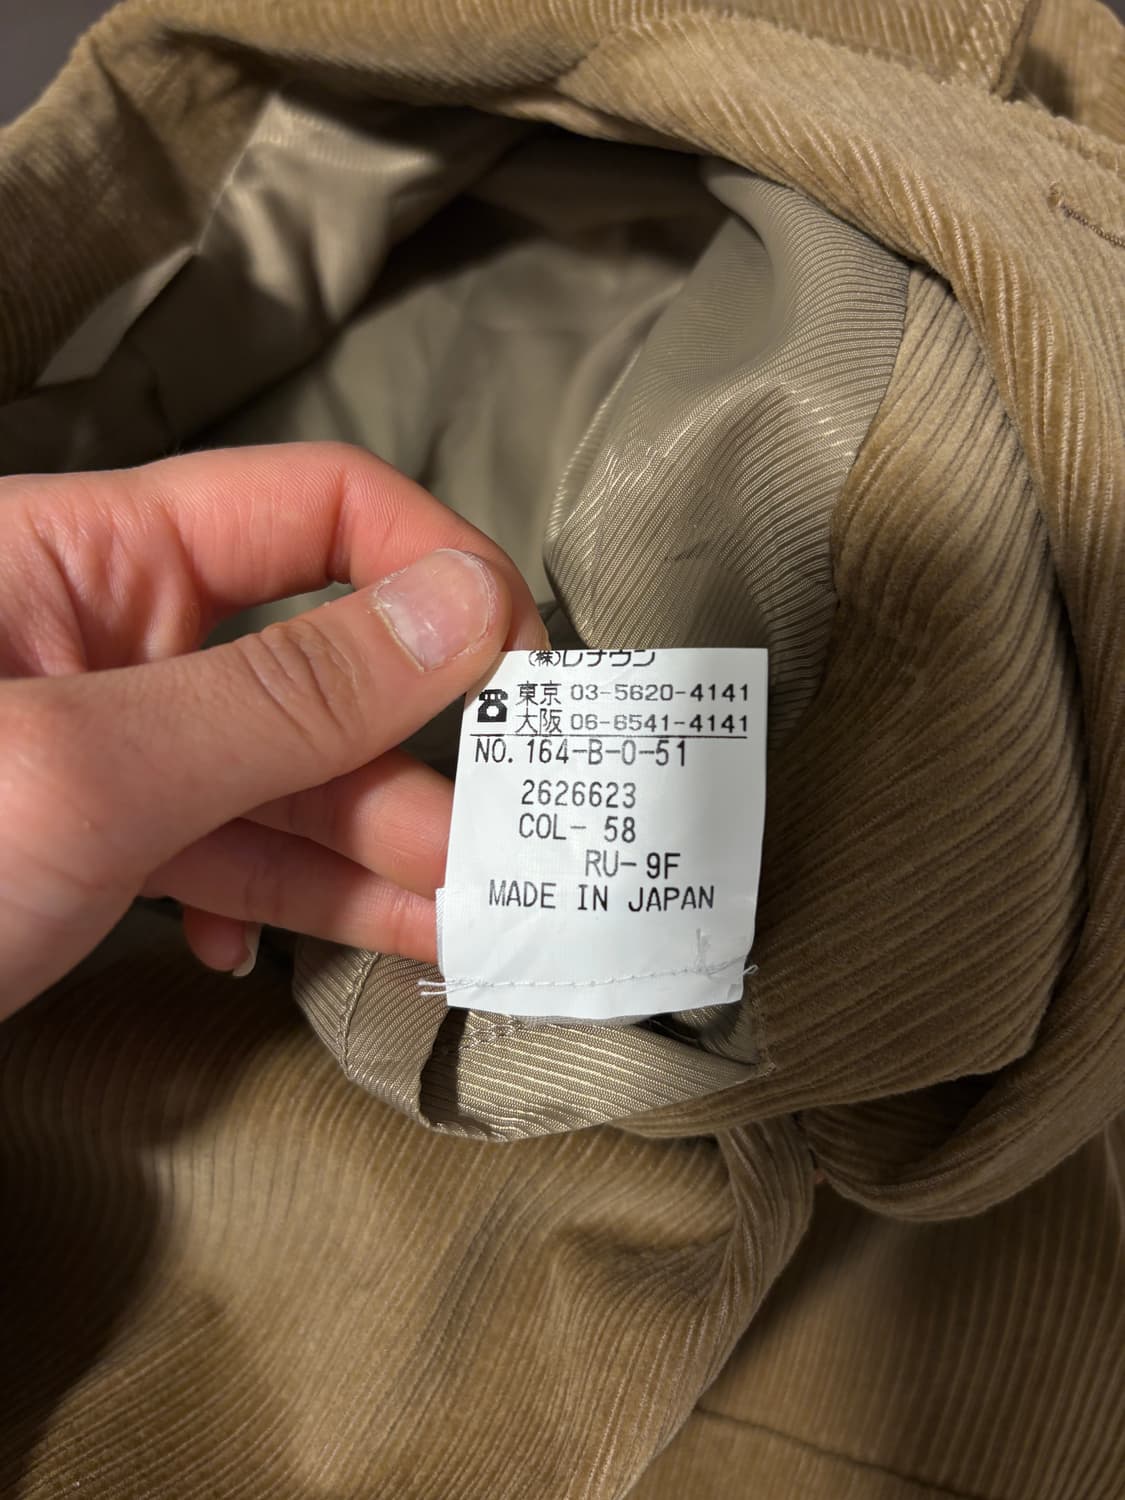 (株)レナウン
☎ 東京 03-5620-4141
大阪 06-6541-4141
NO. 164-B-0-51
2626623
COL- 58
RU- 9F
MADE IN JAPAN